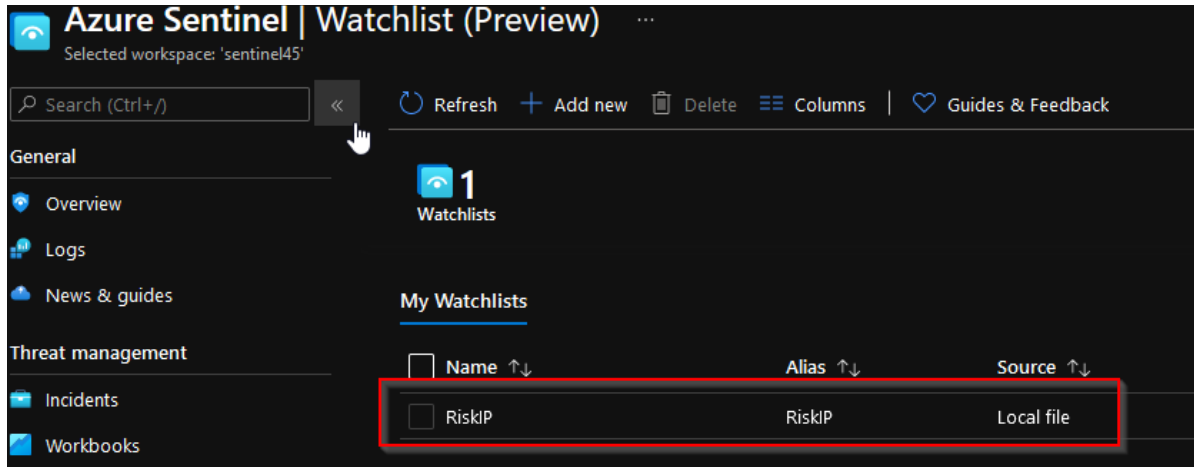 Azure Sentinel | Watchlist (Preview) ...
Selected workspace: 'sentinel45'
Search (Ctrl+/) «
Refresh + Add new Delete Columns | Guides & Feedback
General
Overview
Logs
News & guides
Threat management
Incidents
Workbooks
1
Watchlists
My Watchlists
Name ↑↓ Alias ↑↓ Source ↑↓
RiskIP RiskIP Local file